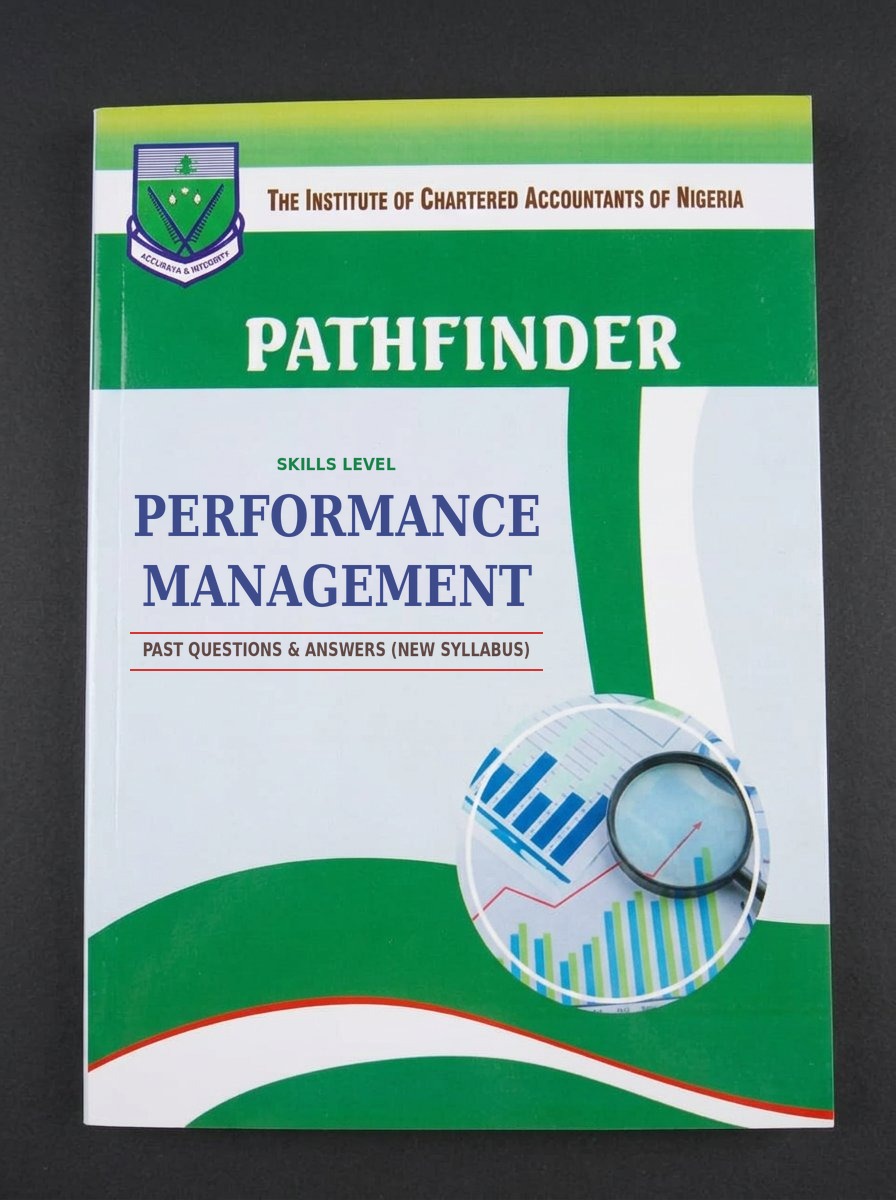 THE INSTITUTE OF CHARTERED ACCOUNTANTS OF NIGERIA
PATHFINDER
SKILLS LEVEL
PERFORMANCE
MANAGEMENT
PAST QUESTIONS & ANSWERS (NEW SYLLABUS)